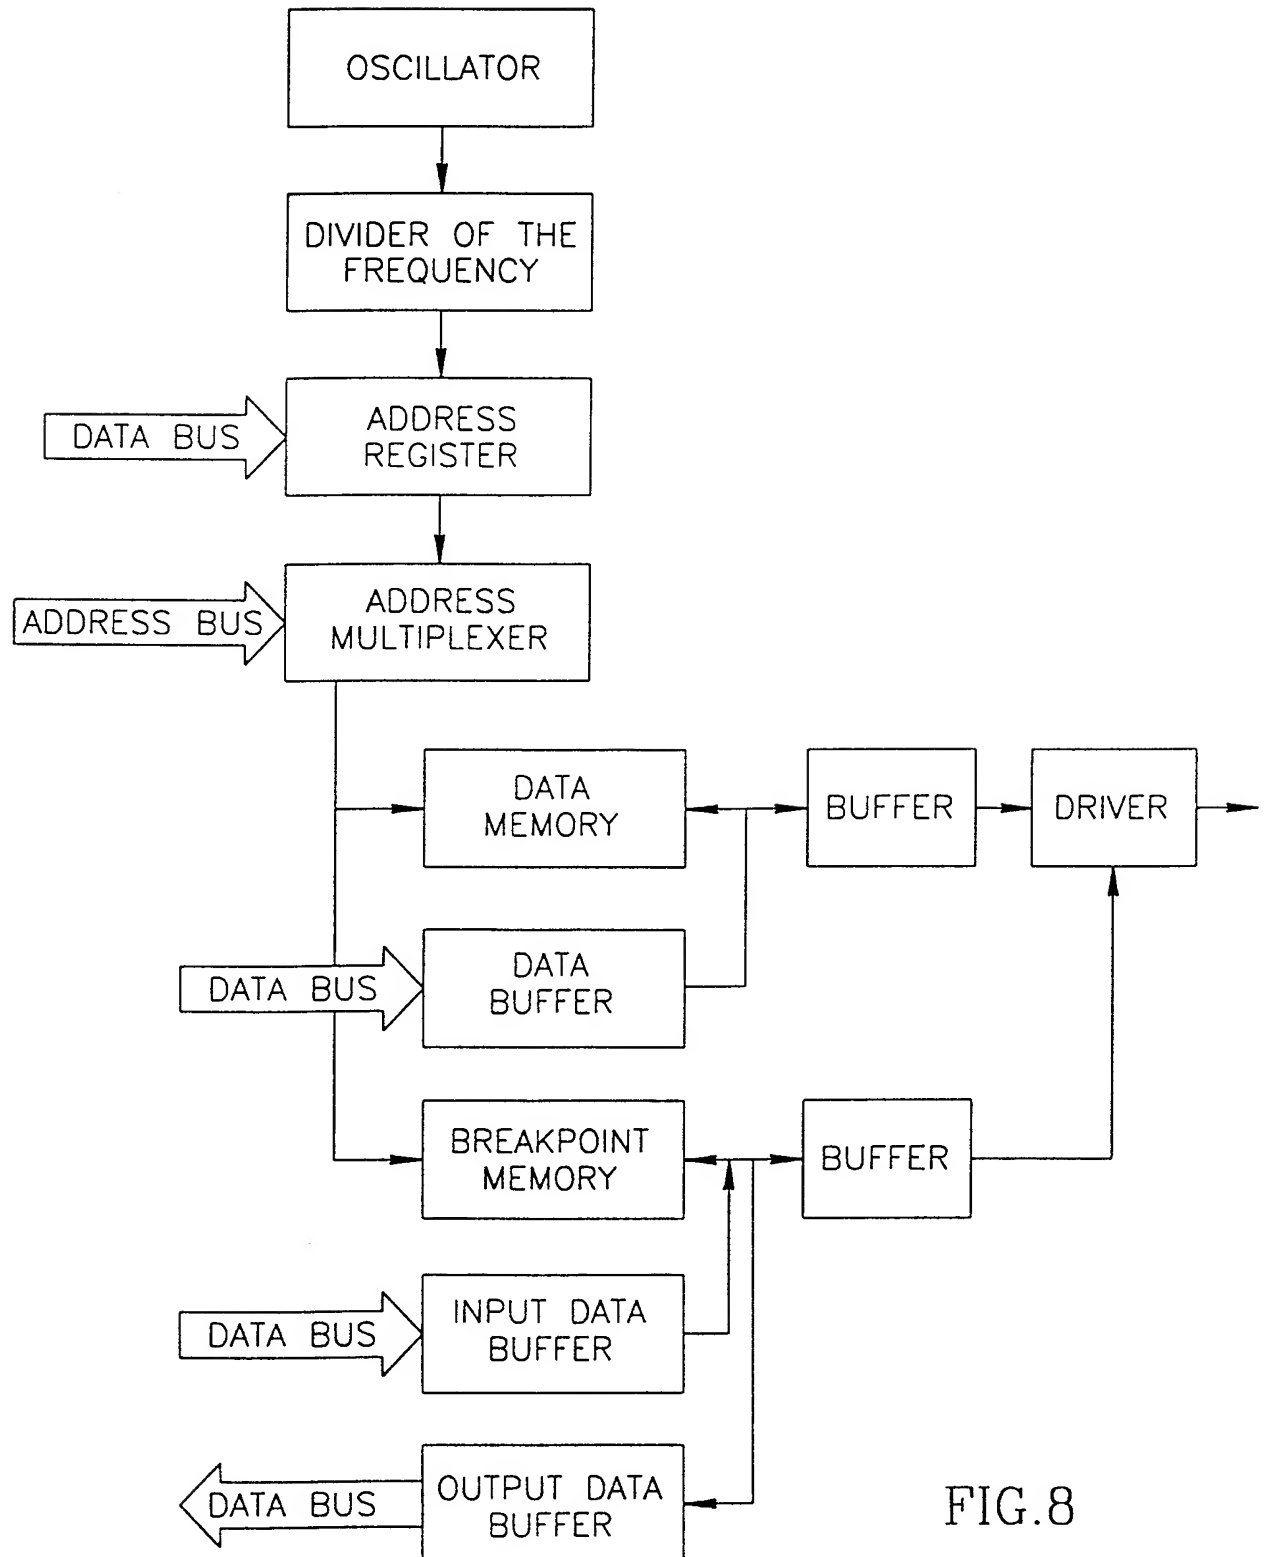 OSCILLATOR
DIVIDER OF THE
FREQUENCY
DATA BUS
ADDRESS
REGISTER
ADDRESS BUS
ADDRESS
MULTIPLEXER
DATA
MEMORY
BUFFER
DRIVER
DATA BUS
DATA
BUFFER
BREAKPOINT
MEMORY
BUFFER
DATA BUS
INPUT DATA
BUFFER
DATA BUS
OUTPUT DATA
BUFFER
FIG.8